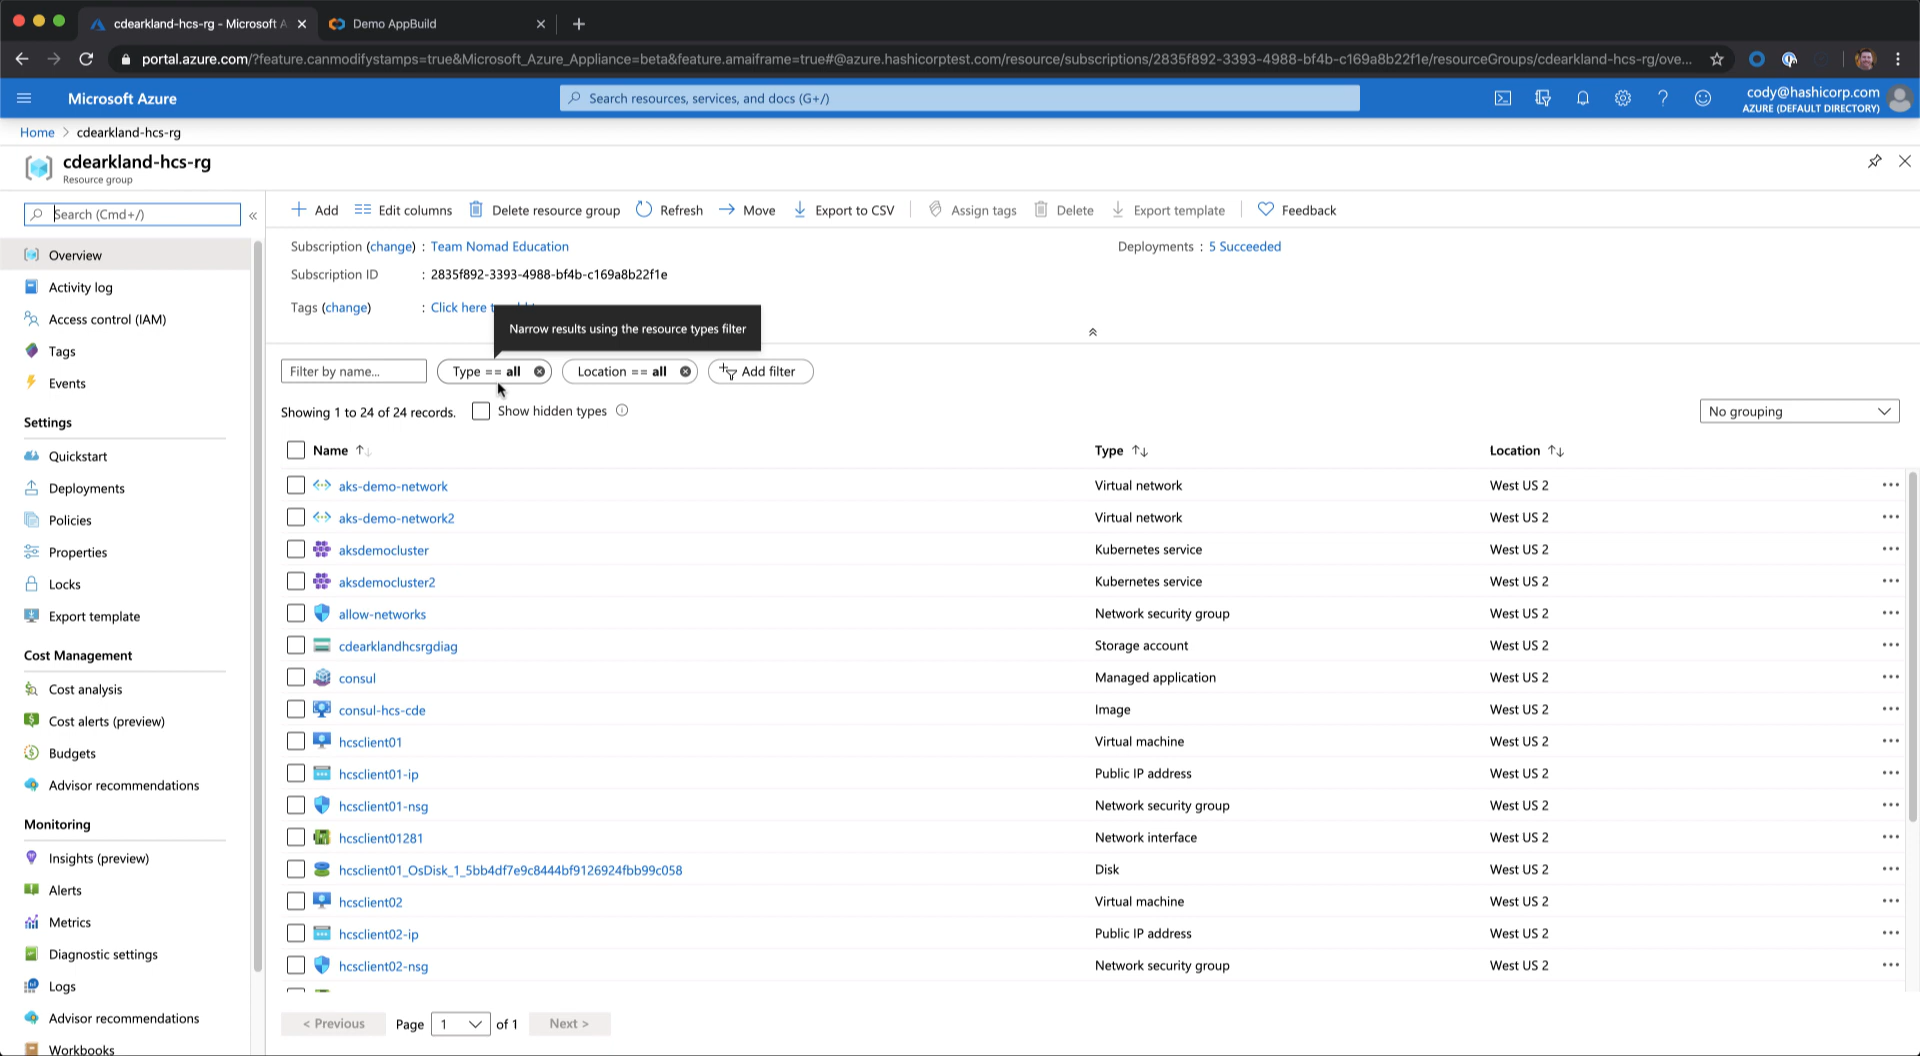 cdearkland-hcs-rg - Microsoft A
Demo AppBuild
portal.azure.com/?feature.canmodifystamps=true&Microsoft_Azure_Appliance=beta&feature.amaiframe=true#@azure.hashicorptest.com/resource/subscriptions/2835f892-3393-4988-bf4b-c169a8b22f1e/resourceGroups/cdearkland-hcs-rg/ove...
Microsoft Azure
Search resources, services, and docs (G+/)
cody@hashicorp.com
AZURE (DEFAULT DIRECTORY)
Home > cdearkland-hcs-rg
cdearkland-hcs-rg
Resource group
Search (Cmd+/)
Overview
Activity log
Access control (IAM)
Tags
Events
Settings
Quickstart
Deployments
Policies
Properties
Locks
Export template
Cost Management
Cost analysis
Cost alerts (preview)
Budgets
Advisor recommendations
Monitoring
Insights (preview)
Alerts
Metrics
Diagnostic settings
Logs
Advisor recommendations
Workbooks
Add Edit columns Delete resource group Refresh Move Export to CSV Assign tags Delete Export template Feedback
Subscription (change) : Team Nomad Education
Deployments : 5 Succeeded
Subscription ID : 2835f892-3393-4988-bf4b-c169a8b22f1e
Tags (change) : Click here
Narrow results using the resource types filter
Filter by name... Type == all Location == all Add filter
Showing 1 to 24 of 24 records. Show hidden types
No grouping
Name Type Location
aks-demo-network Virtual network West US 2
aks-demo-network2 Virtual network West US 2
aksdemocluster Kubernetes service West US 2
aksdemocluster2 Kubernetes service West US 2
allow-networks Network security group West US 2
cdearklandhcsrgdiag Storage account West US 2
consul Managed application West US 2
consul-hcs-cde Image West US 2
hcsclient01 Virtual machine West US 2
hcsclient01-ip Public IP address West US 2
hcsclient01-nsg Network security group West US 2
hcsclient01281 Network interface West US 2
hcsclient01_OsDisk_1_5bb4df7e9c8444bf9126924fbb99c058 Disk West US 2
hcsclient02 Virtual machine West US 2
hcsclient02-ip Public IP address West US 2
hcsclient02-nsg Network security group West US 2
< Previous Page 1 of 1 Next >